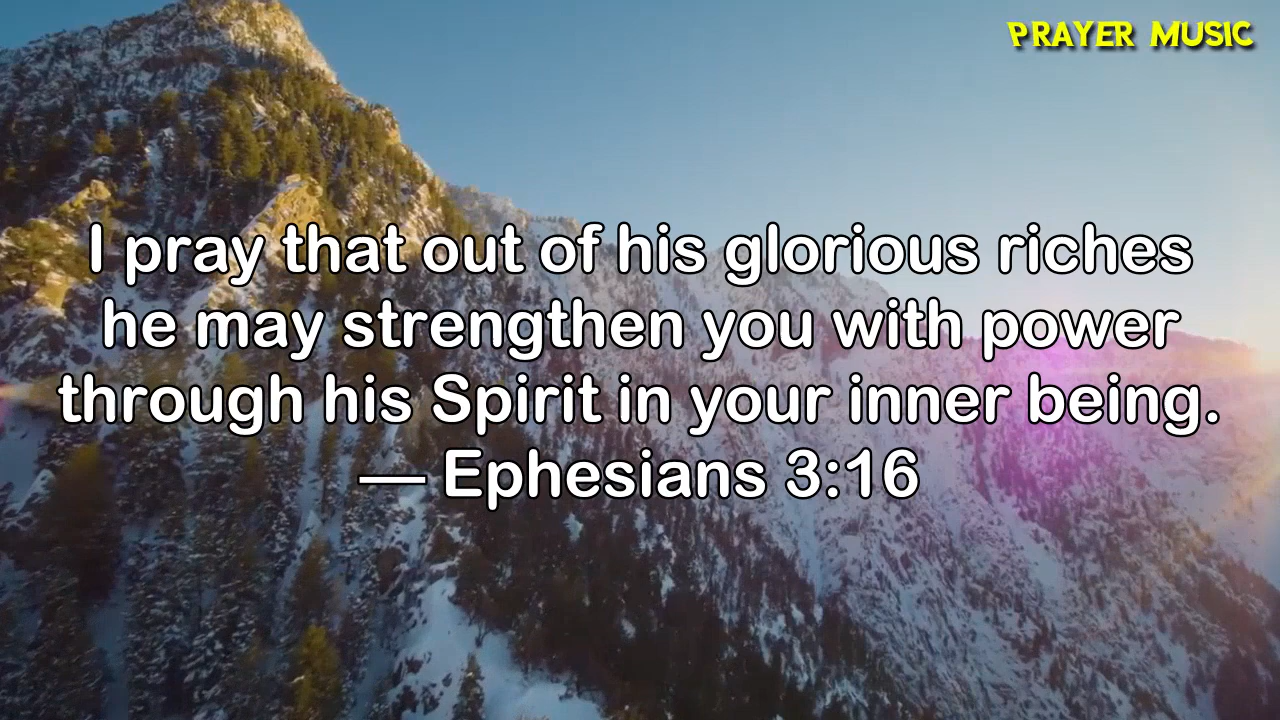 PRAYER MUSIC
I pray that out of his glorious riches
he may strengthen you with power
through his Spirit in your inner being.
— Ephesians 3:16